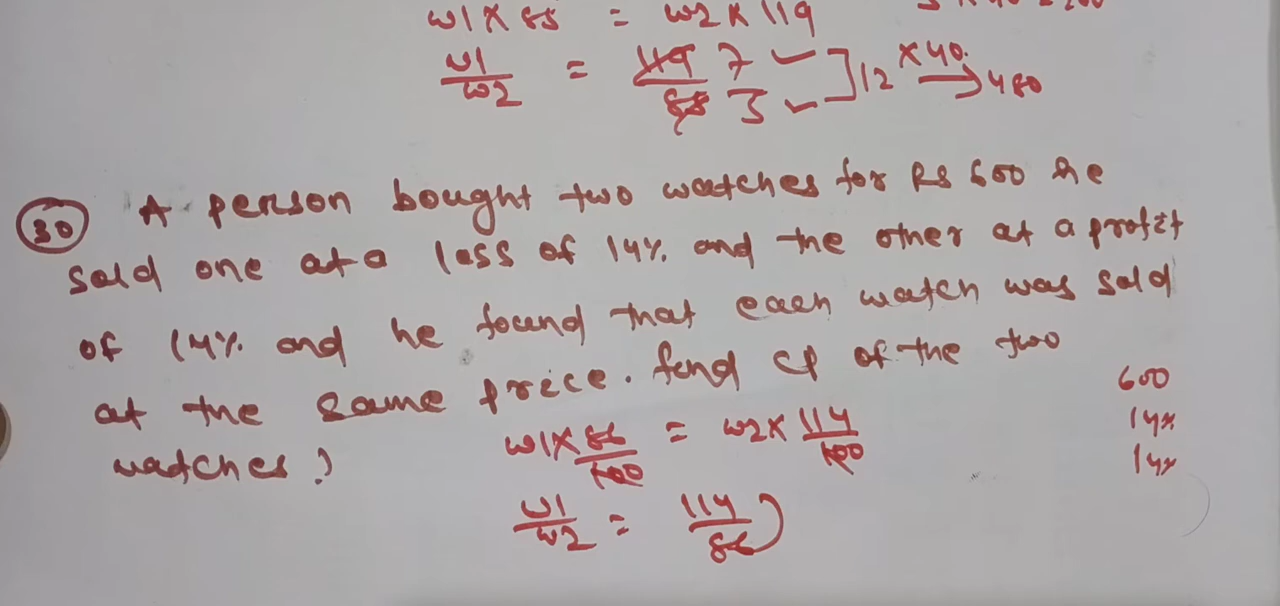 w1 x 85 = w2 x 119
w1/w2 = 119/85 7 3 ] 12 x 40 → 480
30 A person bought two watches for Rs 600 he
sold one at a loss of 14% and the other at a profit
of 14% and he found that each watch was sold
at the same price. find cp of the two
watches?
w1 x 86/100 = w2 x 114/100
w1/w2 = 114/86
600
14%
14%